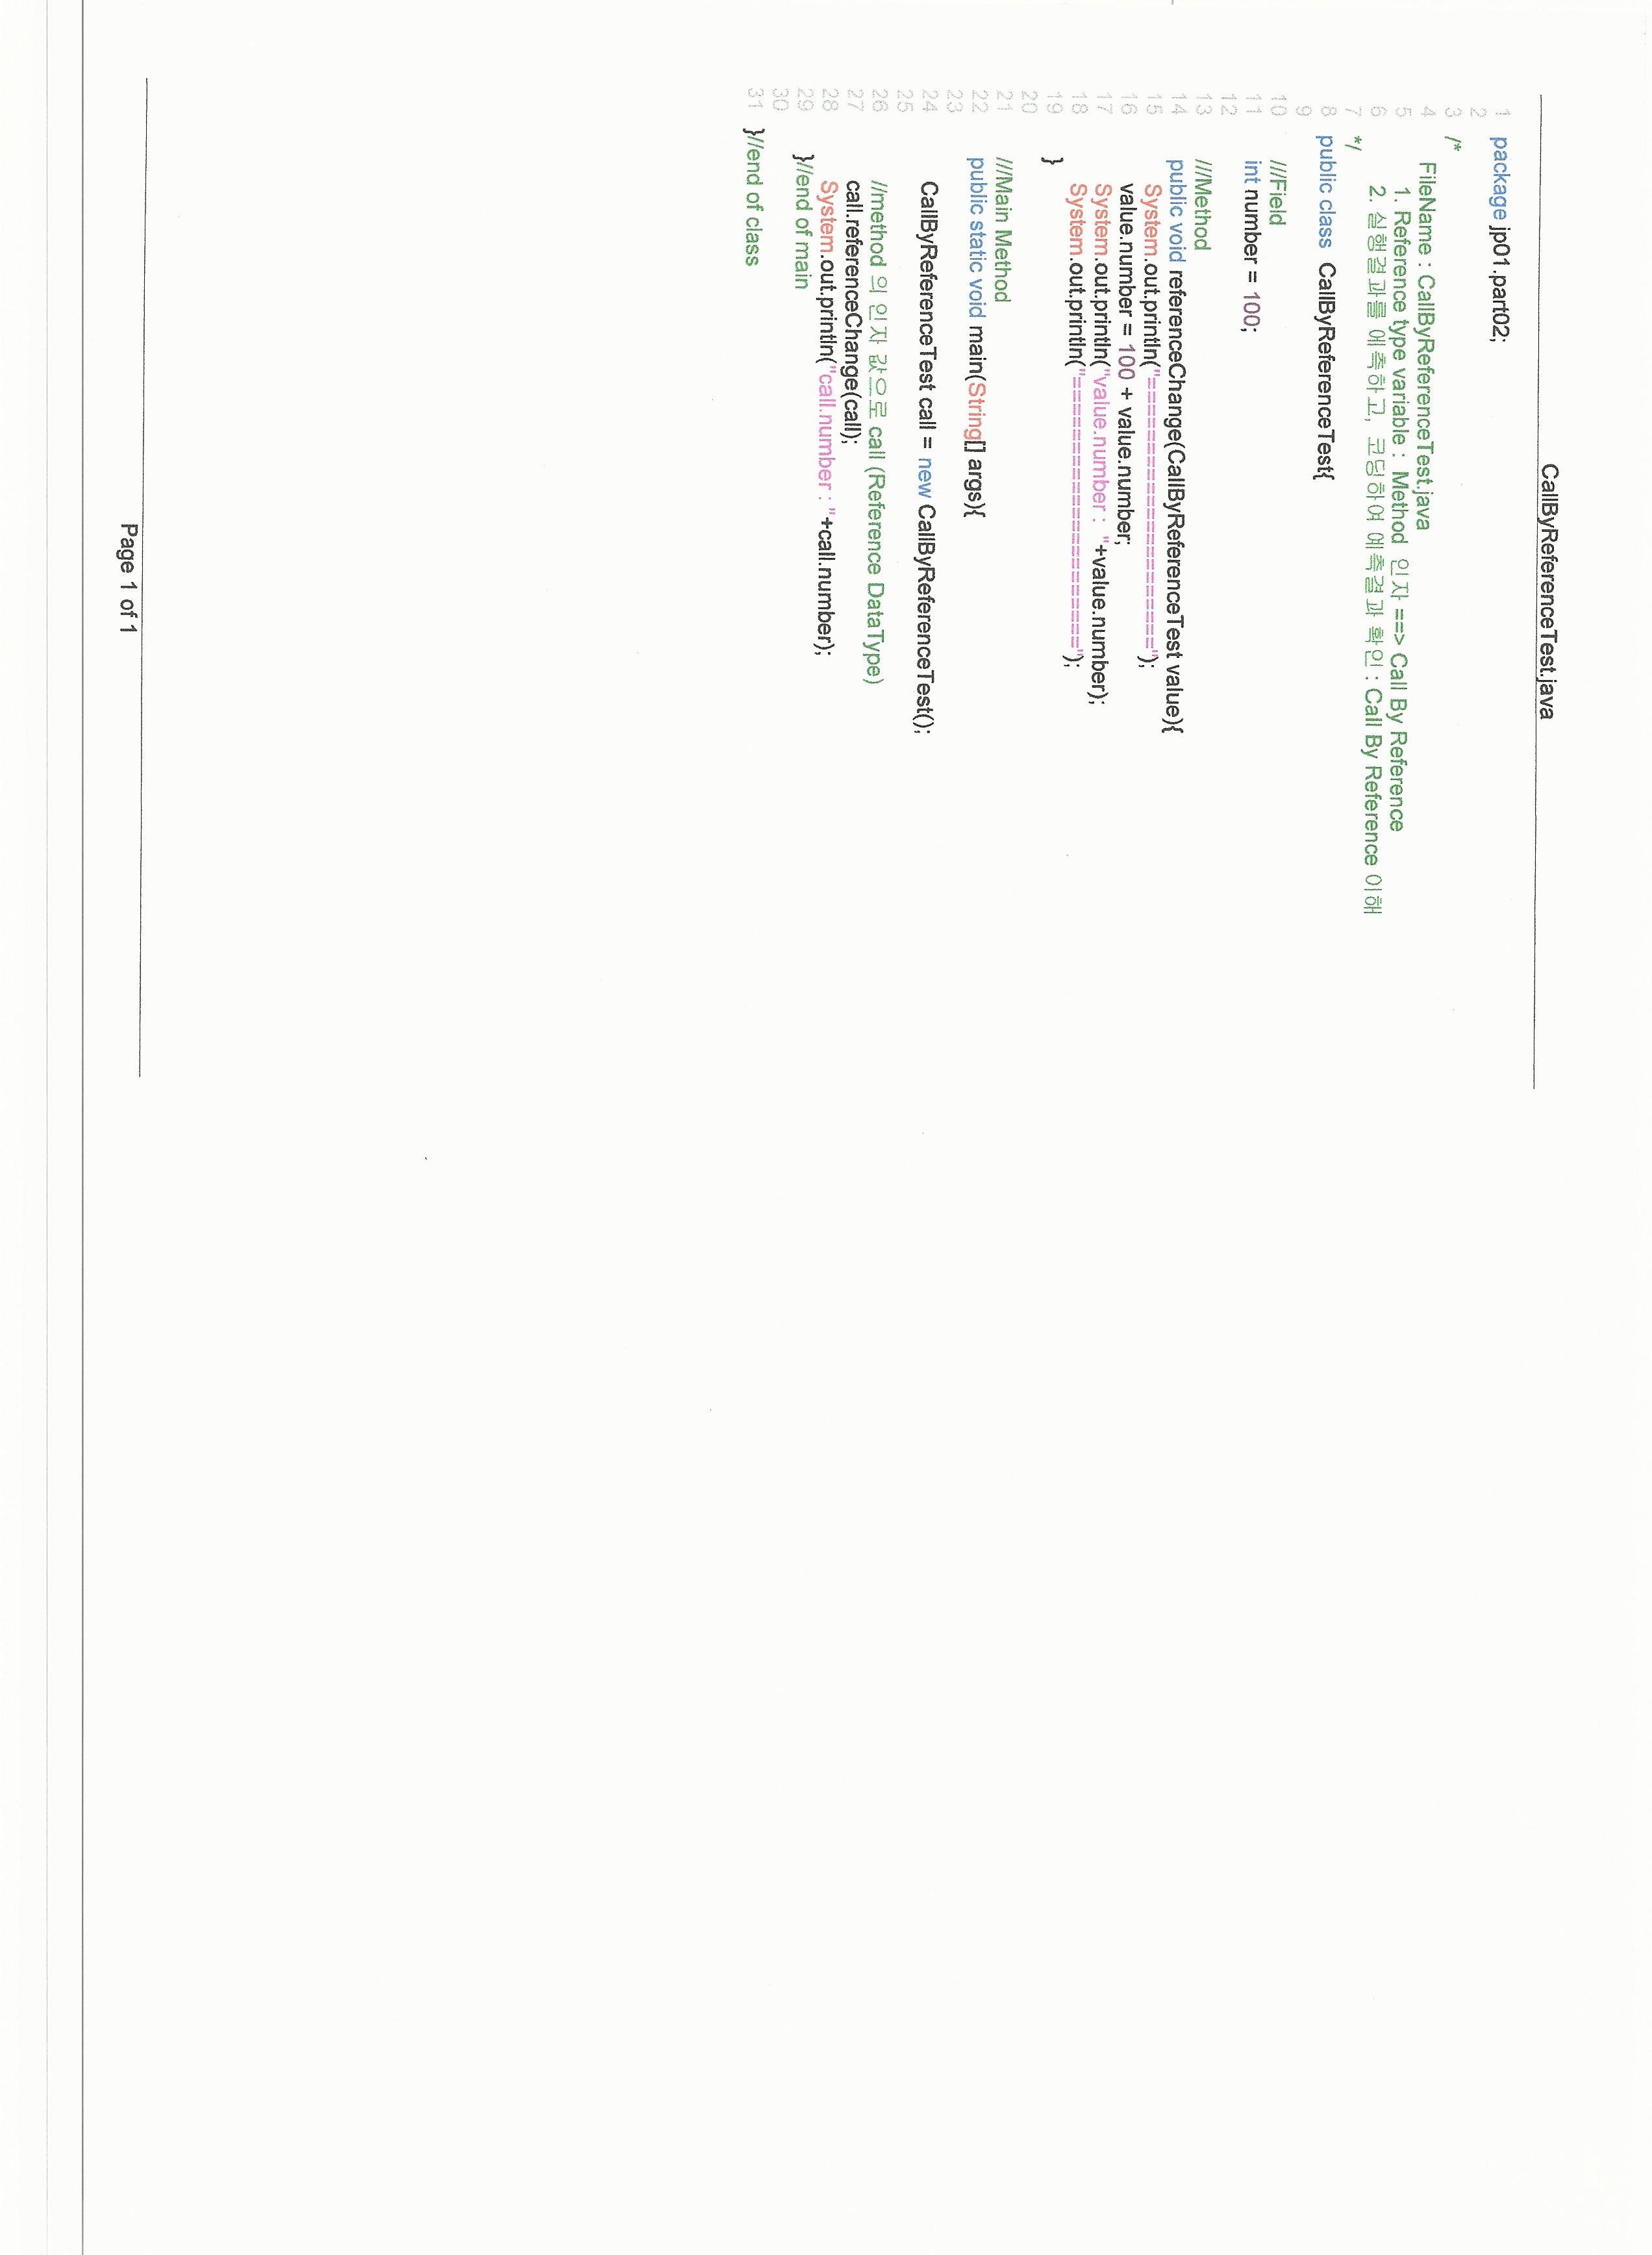 CallByReferenceTest.java
1 package jp01.part02;
2
3 /*
4 FileName : CallByReferenceTest.java
5 1. Reference type variable : Method 인자 ==> Call By Reference
6 2. 실행결과를 에측하고, 코딩하여 예측결과 확인 : Call By Reference 이해
7 */
8 public class CallByReferenceTest{
9
10 ///Field
11 int number = 100;
12
13 ///Method
14 public void referenceChange(CallByReferenceTest value){
15 System.out.println("=====================");
16 value.number = 100 + value.number;
17 System.out.println("value.number : "+value.number);
18 System.out.println("=====================");
19 }
20
21 ///Main Method
22 public static void main(String[] args){
23
24 CallByReferenceTest call = new CallByReferenceTest();
25
26 //method 의 인자 값으로 call (Reference DataType)
27 call.referenceChange(call);
28 System.out.println("call.number : "+call.number);
29 }//end of main
30
31 }//end of class
Page 1 of 1